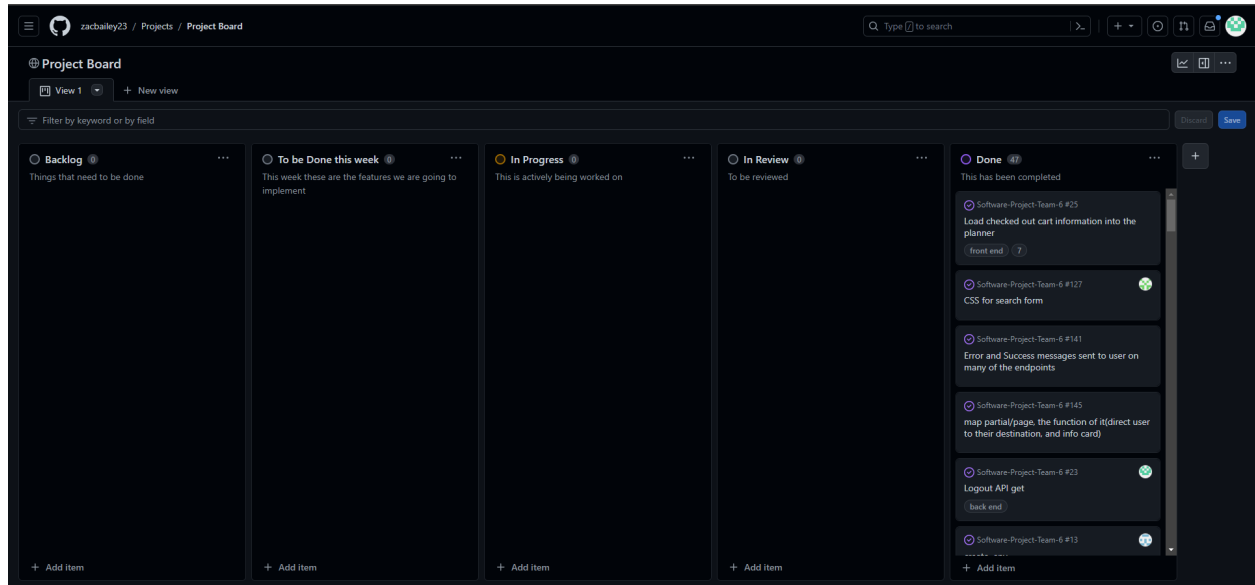 zacbailey23 / Projects / Project Board
Type / to search
Project Board
View 1
New view
Filter by keyword or by field
Discard
Save
Backlog 0
Things that need to be done
Add item
To be Done this week 0
This week these are the features we are going to
implement
Add item
In Progress 0
This is actively being worked on
Add item
In Review 0
To be reviewed
Add item
Done 47
This has been completed
Software-Project-Team-6 #25
Load checked out cart information into the
planner
front end 7
Software-Project-Team-6 #127
CSS for search form
Software-Project-Team-6 #141
Error and Success messages sent to user on
many of the endpoints
Software-Project-Team-6 #145
map partial/page, the function of it(direct user
to their destination, and info card)
Software-Project-Team-6 #23
Logout API get
back end
Software-Project-Team-6 #13
Add item